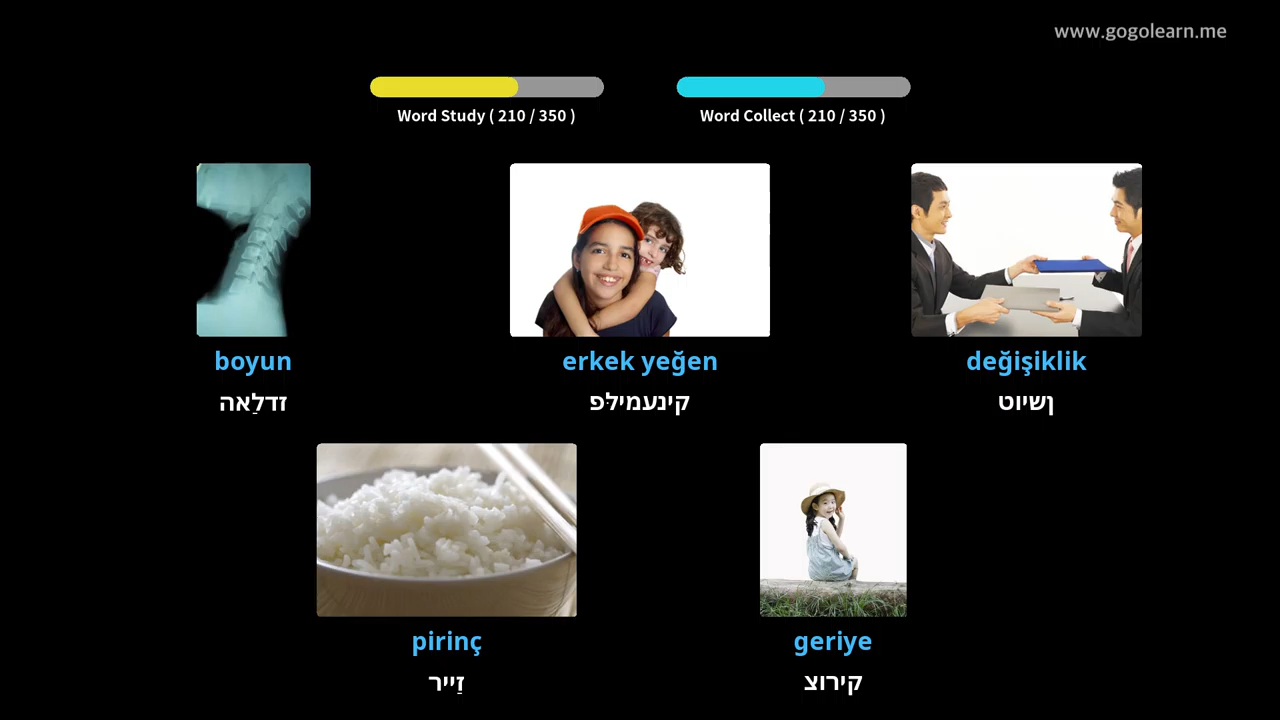 www.gogolearn.me
Word Study ( 210 / 350 )
Word Collect ( 210 / 350 )
boyun
זדלַאה
erkek yeğen
קינעמילּפ
değişiklik
ןשיוט
pirinç
זַייר
geriye
קירוצ